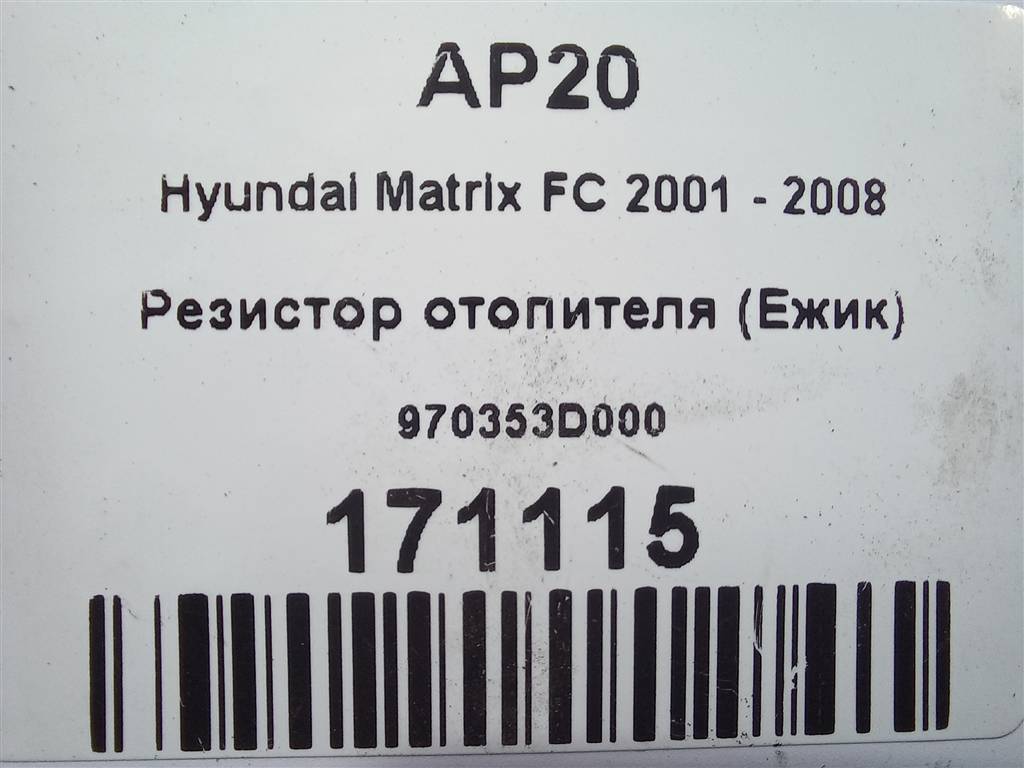 AP20
Hyundai Matrix FC 2001 - 2008
Резистор отопителя (Ежик)
970353D000
171115